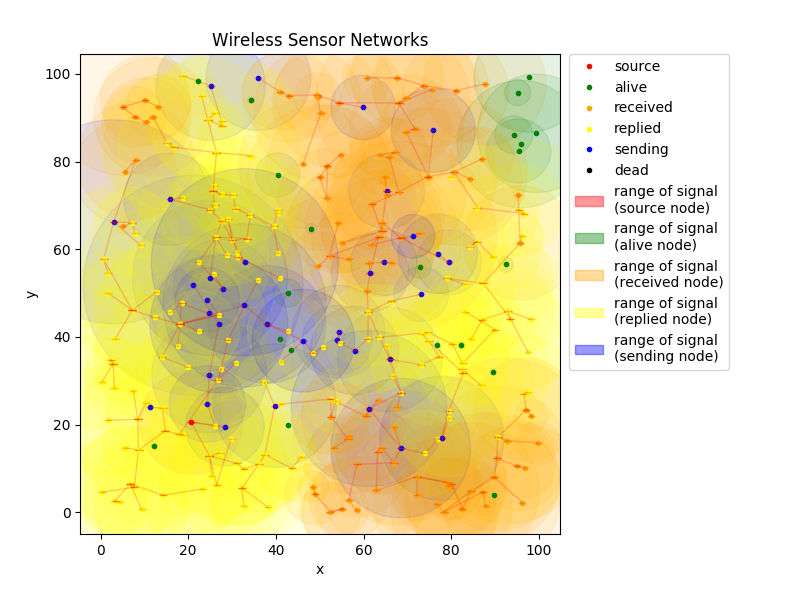 Wireless Sensor Networks
100
80
60
40
20
0
y
0 20 40 60 80 100
x
source
alive
received
replied
sending
dead
range of signal
(source node)
range of signal
(alive node)
range of signal
(received node)
range of signal
(replied node)
range of signal
(sending node)